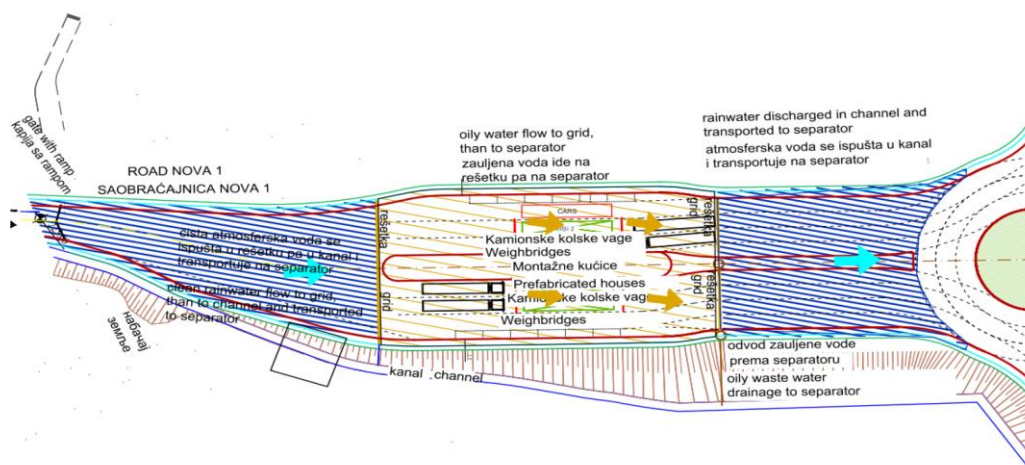 gate with ramp
kapija sa rampom
ROAD NOVA 1
SAOBRAĆAJNICA NOVA 1
čista atmosferska voda se
ispušta u rešetku pa u kanal i
transportuje na separator
clean rainwater flow to grid,
than to channel and transported
to separator
набачај
земље
rešetka
grid
oily water flow to grid,
than to separator
zauljena voda ide na
rešetku pa na separator
CARS
Kamionske kolske vage
Weighbridges
Montažne kućice
Prefabricated houses
Kamionske kolske vage
Weighbridges
kanal channel
rešetka
grid
rešetka
grid
rainwater discharged in channel and
transported to separator
atmosferska voda se ispušta u kanal
i transportuje na separator
odvod zauljene vode
prema separatoru
oily waste water
drainage to separator